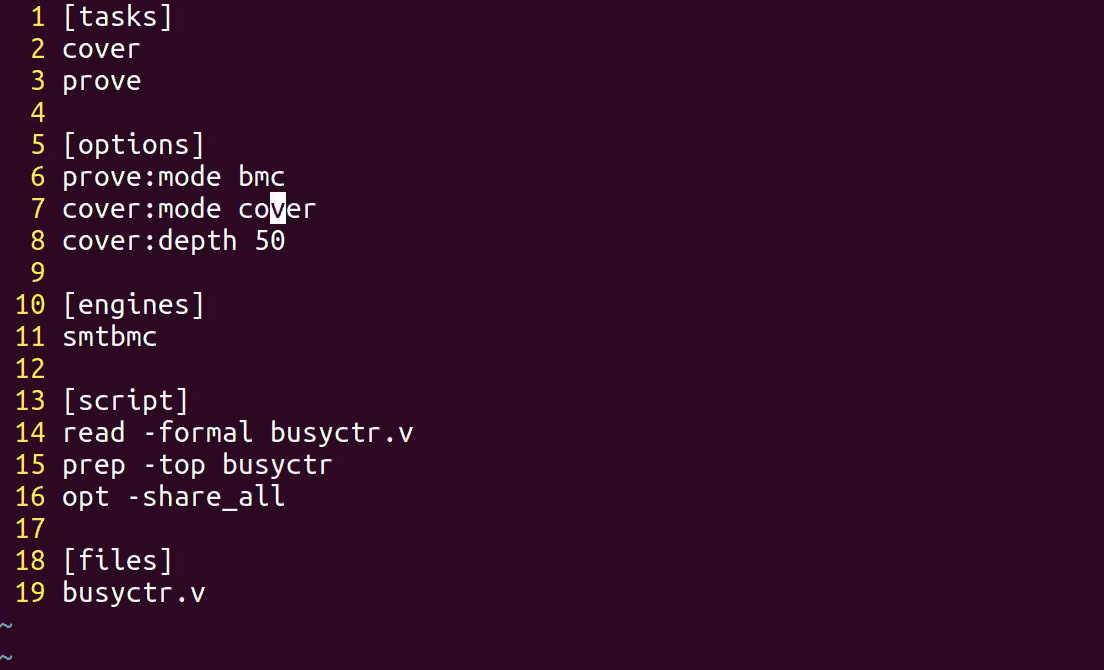 1 [tasks]
2 cover
3 prove
4
5 [options]
6 prove:mode bmc
7 cover:mode cover
8 cover:depth 50
9
10 [engines]
11 smtbmc
12
13 [script]
14 read -formal busyctr.v
15 prep -top busyctr
16 opt -share_all
17
18 [files]
19 busyctr.v
~
~